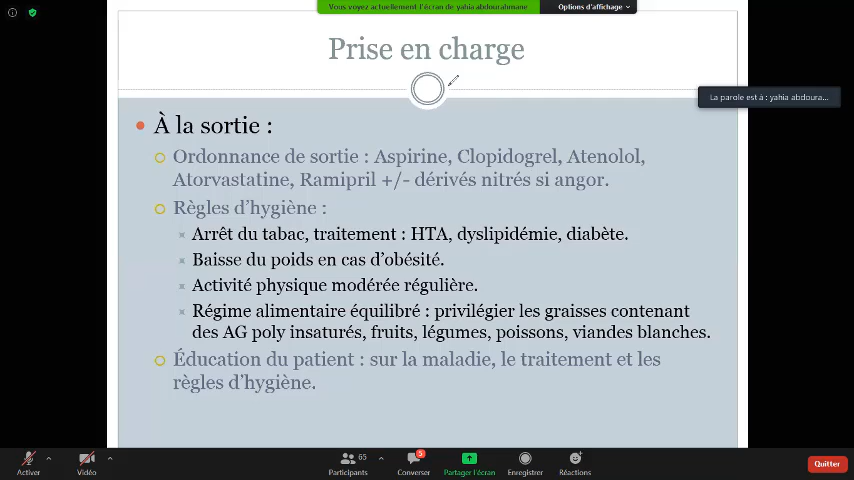 Vous voyez actuellement l'écran de yahia abdourahmane
Options d'affichage
Prise en charge
La parole est à : yahia abdoura...
À la sortie :
Ordonnance de sortie : Aspirine, Clopidogrel, Atenolol,
Atorvastatine, Ramipril +/- dérivés nitrés si angor.
Règles d'hygiène :
Arrêt du tabac, traitement : HTA, dyslipidémie, diabète.
Baisse du poids en cas d'obésité.
Activité physique modérée régulière.
Régime alimentaire équilibré : privilégier les graisses contenant
des AG poly insaturés, fruits, légumes, poissons, viandes blanches.
Éducation du patient : sur la maladie, le traitement et les
règles d'hygiène.
65
5
Activer
Vidéo
Participants
Converser
Partager l'écran
Enregistrer
Réactions
Quitter